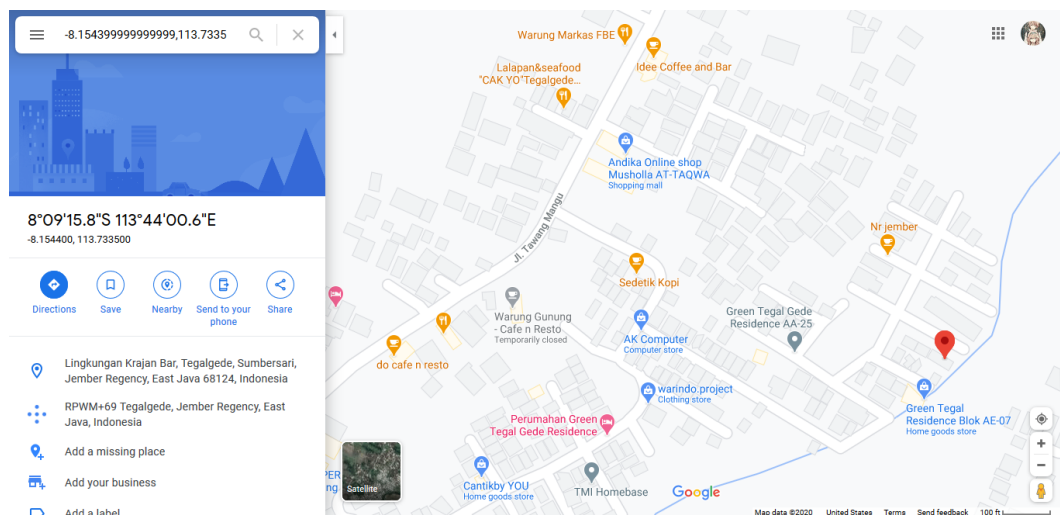 -8.154399999999999,113.7335
8°09'15.8"S 113°44'00.6"E
-8.154400, 113.733500
Directions
Save
Nearby
Send to your
phone
Share
Lingkungan Krajan Bar, Tegalgede, Sumbersari,
Jember Regency, East Java 68124, Indonesia
RPWM+69 Tegalgede, Jember Regency, East
Java, Indonesia
Add a missing place
Add your business
Add a label
Warung Markas FBE
Idee Coffee and Bar
Lalapan&seafood
"CAK YO"Tegalgede...
Andika Online shop
Musholla AT-TAQWA
Shopping mall
Jl. Tawang Mangu
Nr jember
Sedetik Kopi
Warung Gunung
- Cafe n Resto
Temporarily closed
Green Tegal Gede
Residence AA-25
AK Computer
Computer store
do cafe n resto
warindo.project
Clothing store
Green Tegal
Residence Blok AE-07
Home goods store
Perumahan Green
Tegal Gede Residence
PER
ng
Satellite
Cantikby YOU
Home goods store
TMI Homebase
Google
Map data ©2020
United States
Terms
Send feedback
100 ft